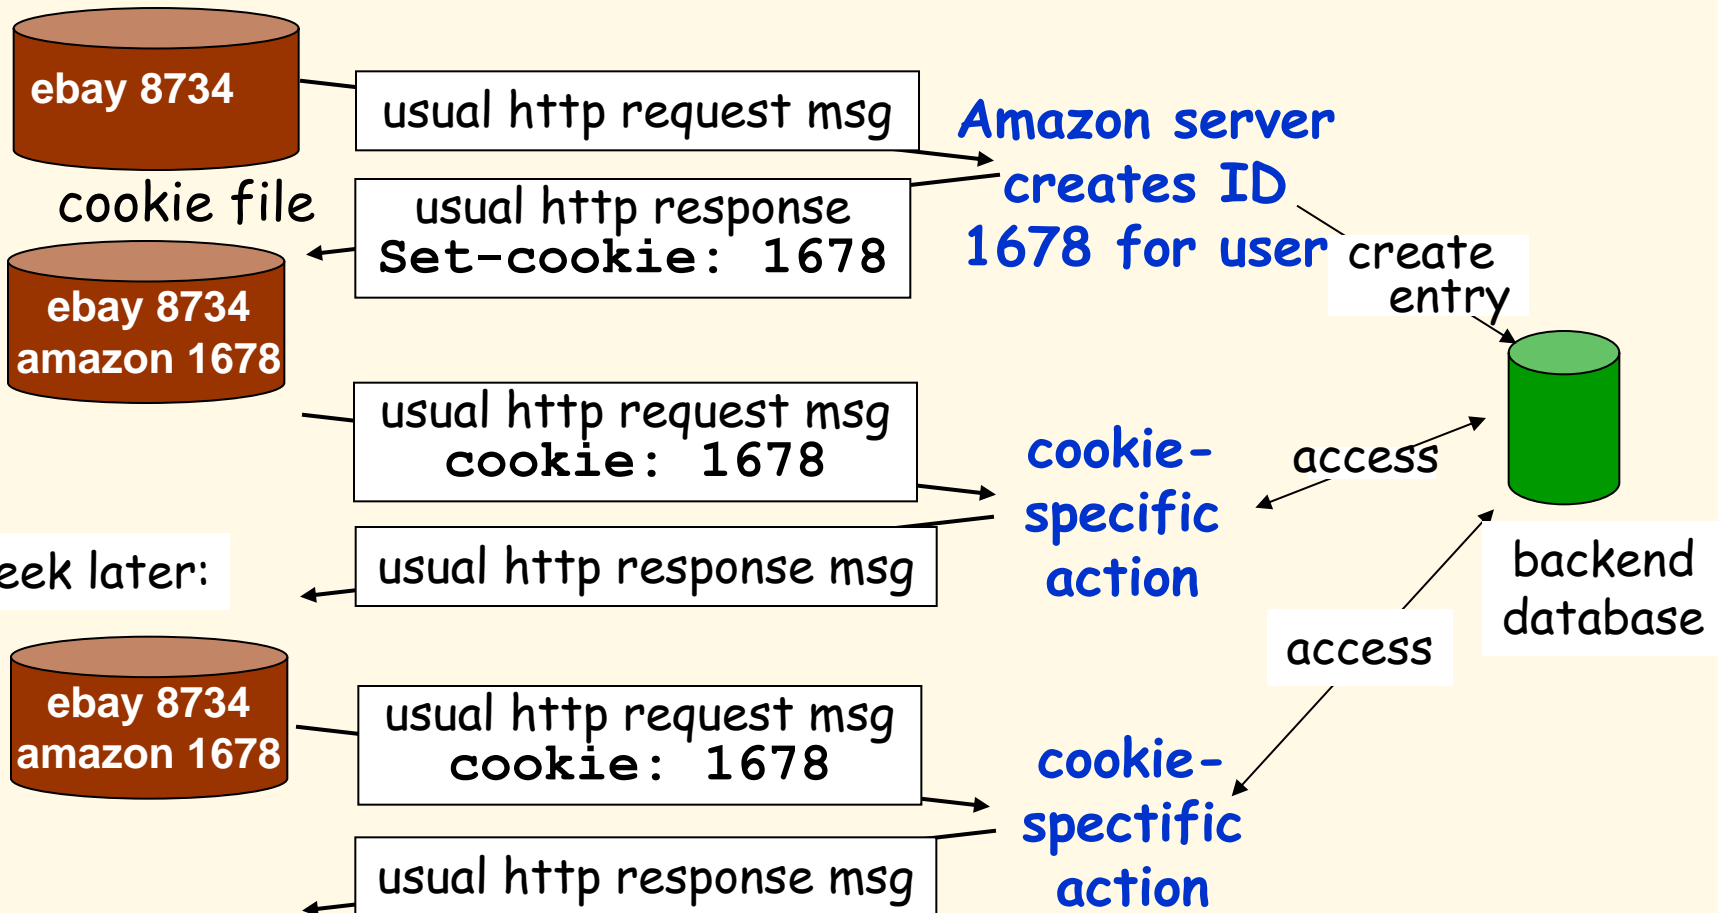 ebay 8734
usual http request msg
Amazon server
creates ID
1678 for user
cookie file
usual http response
Set-cookie: 1678
create
entry
ebay 8734
amazon 1678
usual http request msg
cookie: 1678
cookie-
specific
action
access
usual http response msg
eek later:
backend
database
access
ebay 8734
amazon 1678
usual http request msg
cookie: 1678
cookie-
spectific
action
usual http response msg